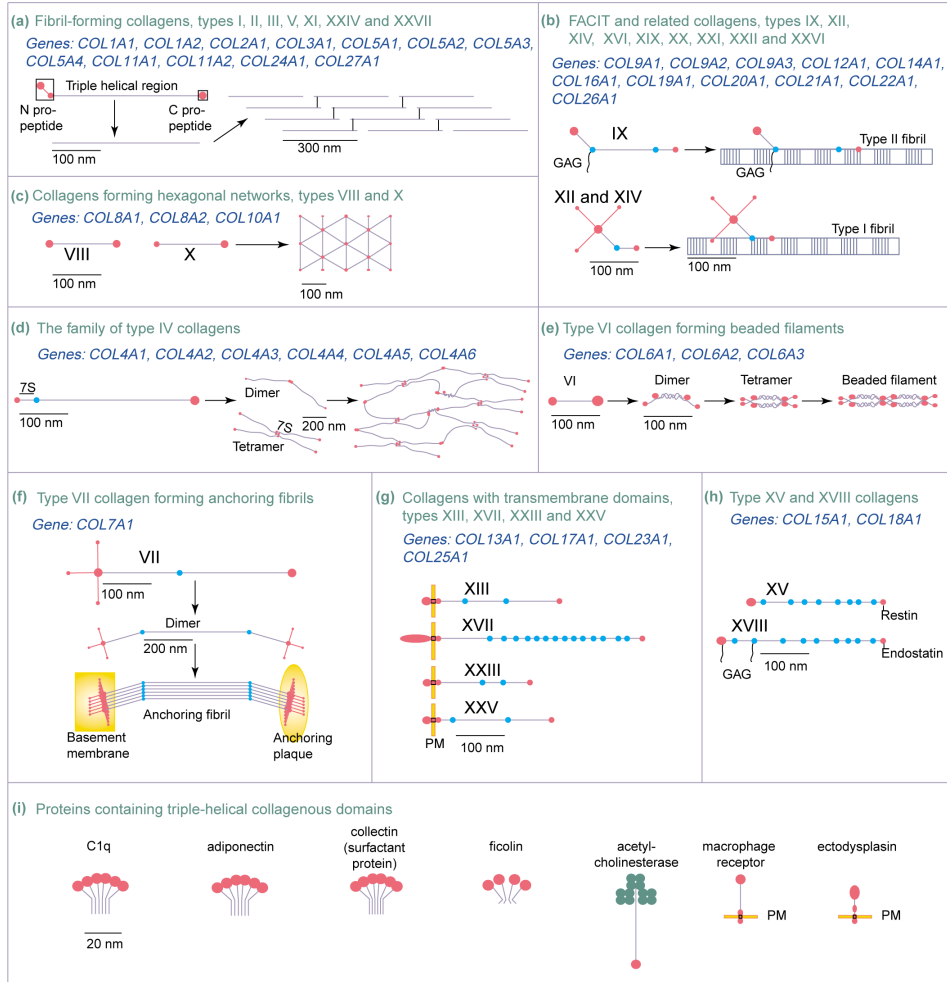 (a) Fibril-forming collagens, types I, II, III, V, XI, XXIV and XXVII
Genes: COL1A1, COL1A2, COL2A1, COL3A1, COL5A1, COL5A2, COL5A3,
COL5A4, COL11A1, COL11A2, COL24A1, COL27A1
Triple helical region
N pro-
peptide
C pro-
peptide
100 nm
300 nm
(b) FACIT and related collagens, types IX, XII,
XIV, XVI, XIX, XX, XXI, XXII and XXVI
Genes: COL9A1, COL9A2, COL9A3, COL12A1, COL14A1,
COL16A1, COL19A1, COL20A1, COL21A1, COL22A1,
COL26A1
IX
GAG
Type II fibril
GAG
XII and XIV
Type I fibril
100 nm
100 nm
(c) Collagens forming hexagonal networks, types VIII and X
Genes: COL8A1, COL8A2, COL10A1
VIII
X
100 nm
100 nm
(d) The family of type IV collagens
Genes: COL4A1, COL4A2, COL4A3, COL4A4, COL4A5, COL4A6
7S
100 nm
Dimer
7S
200 nm
Tetramer
(e) Type VI collagen forming beaded filaments
Genes: COL6A1, COL6A2, COL6A3
VI
Dimer
Tetramer
Beaded filament
100 nm
100 nm
(f) Type VII collagen forming anchoring fibrils
Gene: COL7A1
VII
100 nm
Dimer
200 nm
Anchoring fibril
Basement
membrane
Anchoring
plaque
(g) Collagens with transmembrane domains,
types XIII, XVII, XXIII and XXV
Genes: COL13A1, COL17A1, COL23A1,
COL25A1
XIII
XVII
XXIII
XXV
PM
100 nm
(h) Type XV and XVIII collagens
Genes: COL15A1, COL18A1
XV
Restin
XVIII
Endostatin
GAG
100 nm
(i) Proteins containing triple-helical collagenous domains
C1q
adiponectin
collectin
(surfactant
protein)
ficolin
acetyl-
cholinesterase
macrophage
receptor
ectodysplasin
PM
PM
20 nm